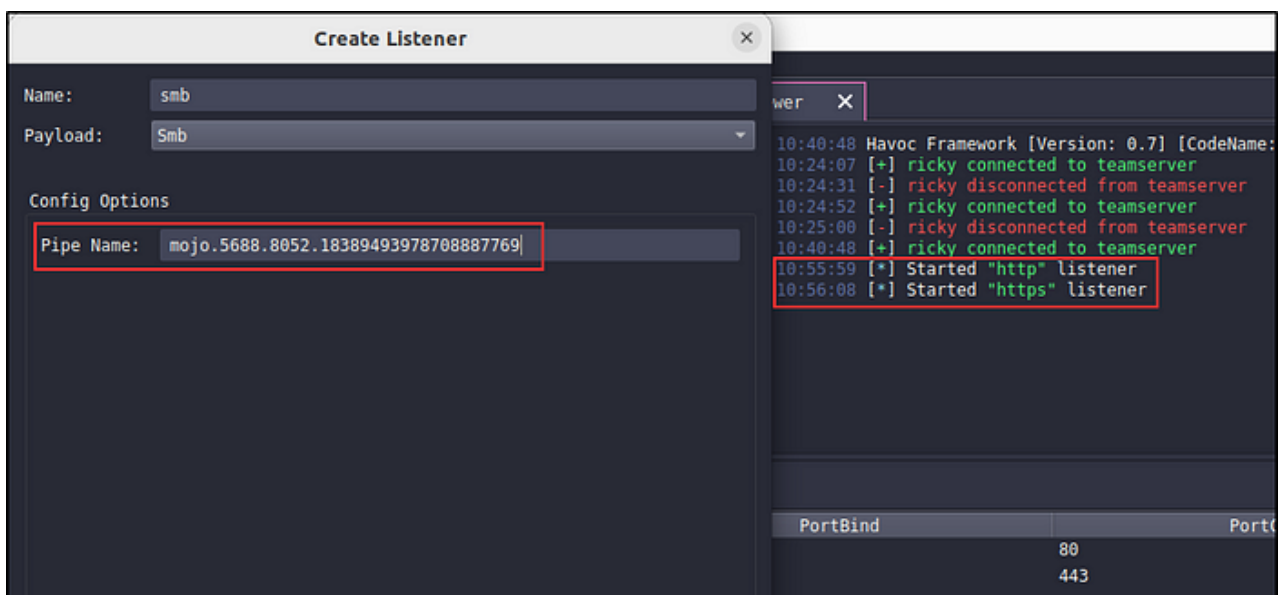 Create Listener
Name: smb
Payload: Smb
Config Options
Pipe Name: mojo.5688.8052.18389493978708887769
wer
10:40:48 Havoc Framework [Version: 0.7] [CodeName:
10:24:07 [+] ricky connected to teamserver
10:24:31 [-] ricky disconnected from teamserver
10:24:52 [+] ricky connected to teamserver
10:25:00 [-] ricky disconnected from teamserver
10:40:48 [+] ricky connected to teamserver
10:55:59 [*] Started "http" listener
10:56:08 [*] Started "https" listener
PortBind Port
80
443